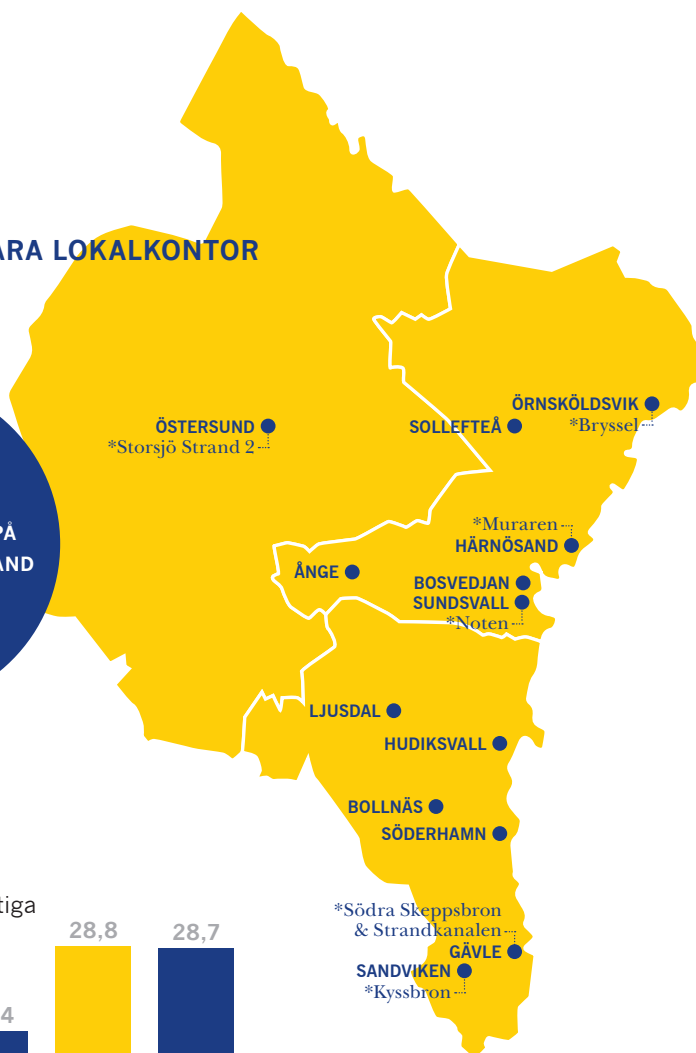 ARA LOKALKONTOR
ÖRNSKÖLDSVIK
*Bryssel
ÖSTERSUND
*Storsjö Strand 2
SOLLEFTEÅ
PÅ
AND
*Muraren
HÄRNÖSAND
ÅNGE
BOSVEDJAN
SUNDSVALL
*Noten
LJUSDAL
HUDIKSVALL
BOLLNÄS
SÖDERHAMN
tiga
28,8
28,7
4
*Södra Skeppsbron
& Strandkanalen
GÄVLE
SANDVIKEN
*Kyssbron